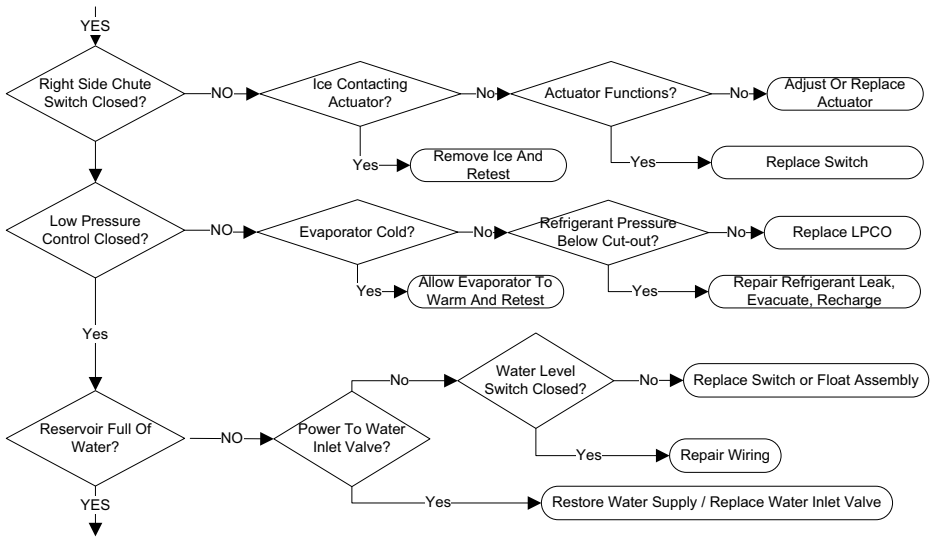 YES
Right Side Chute
Switch Closed?
NO
Ice Contacting
Actuator?
No
Actuator Functions?
No
Adjust Or Replace
Actuator
Yes
Remove Ice And
Retest
Yes
Replace Switch
Low Pressure
Control Closed?
NO
Evaporator Cold?
No
Refrigerant Pressure
Below Cut-out?
No
Replace LPCO
Yes
Allow Evaporator To
Warm And Retest
Yes
Repair Refrigerant Leak,
Evacuate, Recharge
Yes
Reservoir Full Of
Water?
NO
Power To Water
Inlet Valve?
No
Water Level
Switch Closed?
No
Replace Switch or Float Assembly
Yes
Repair Wiring
Yes
Restore Water Supply / Replace Water Inlet Valve
YES